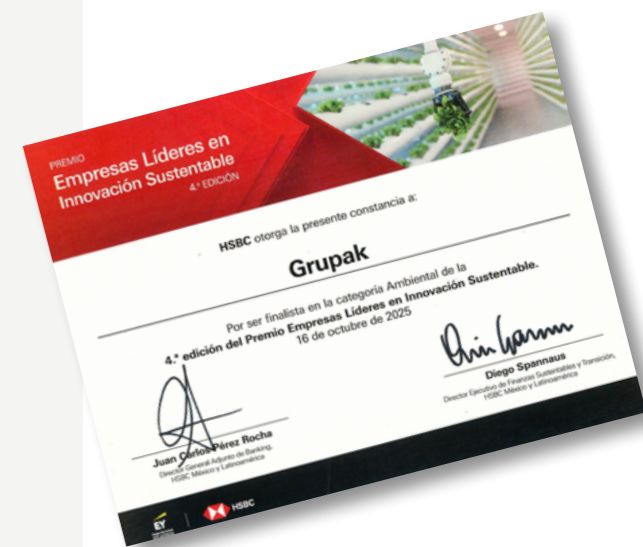 PREMIO
Empresas Líderes en
Innovación Sustentable
4.ª EDICIÓN
HSBC otorga la presente constancia a:
Grupak
Por ser finalista en la categoría Ambiental de la
4.ª edición del Premio Empresas Líderes en Innovación Sustentable.
16 de octubre de 2025
Juan Carlos Pérez Rocha
Director General Adjunto de Banking,
HSBC México y Latinoamérica
Diego Spannaus
Director Ejecutivo de Finanzas Sustentables y Transición,
HSBC México y Latinoamérica
EY
HSBC